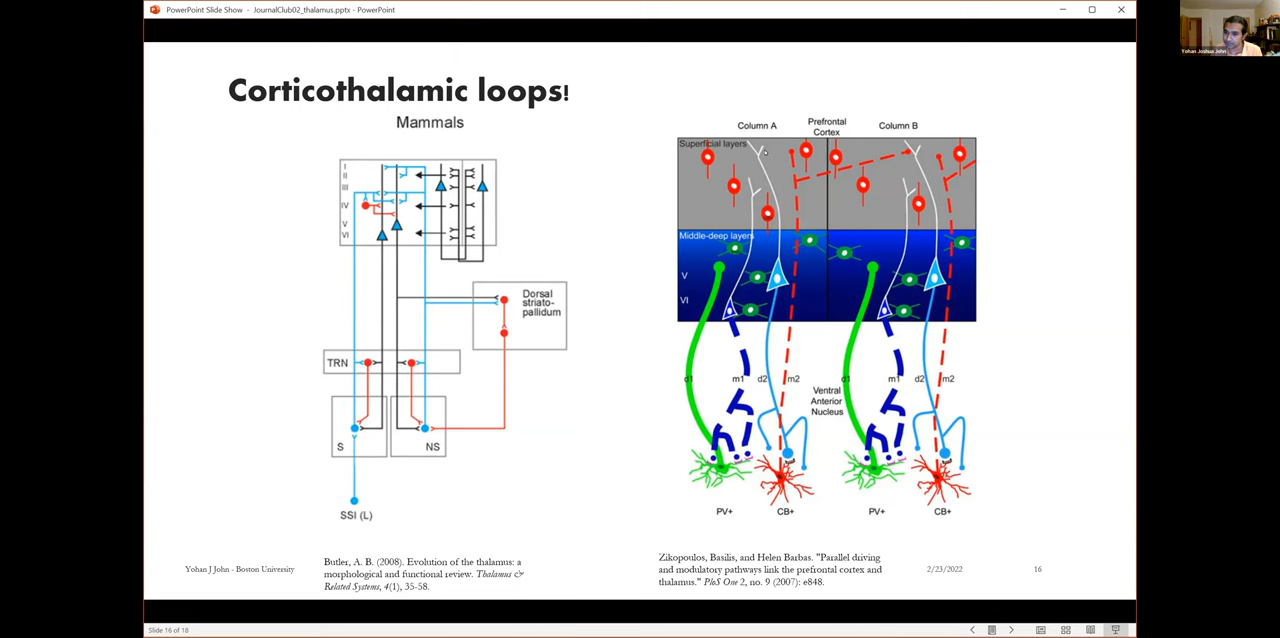 PowerPoint Slide Show - JournalClub02_thalamus.pptx - PowerPoint
Yohan Joshua John
Corticothalamic loops!
Mammals
I
II
III
IV
V
VI
Dorsal
striato-
pallidum
TRN
S
NS
SSI (L)
Column A
Prefrontal
Cortex
Column B
Superficial layers
Middle-deep layers
V
VI
d1
m1
d2
m2
Ventral
Anterior
Nucleus
d1
m1
d2
m2
PV+
CB+
PV+
CB+
Butler, A. B. (2008). Evolution of the thalamus: a
morphological and functional review. Thalamus &
Related Systems, 4(1), 35-58.
Zikopoulos, Basilis, and Helen Barbas. "Parallel driving
and modulatory pathways link the prefrontal cortex and
thalamus." PloS One 2, no. 9 (2007): e848.
Yohan J John - Boston University
2/23/2022
16
Slide 16 of 18